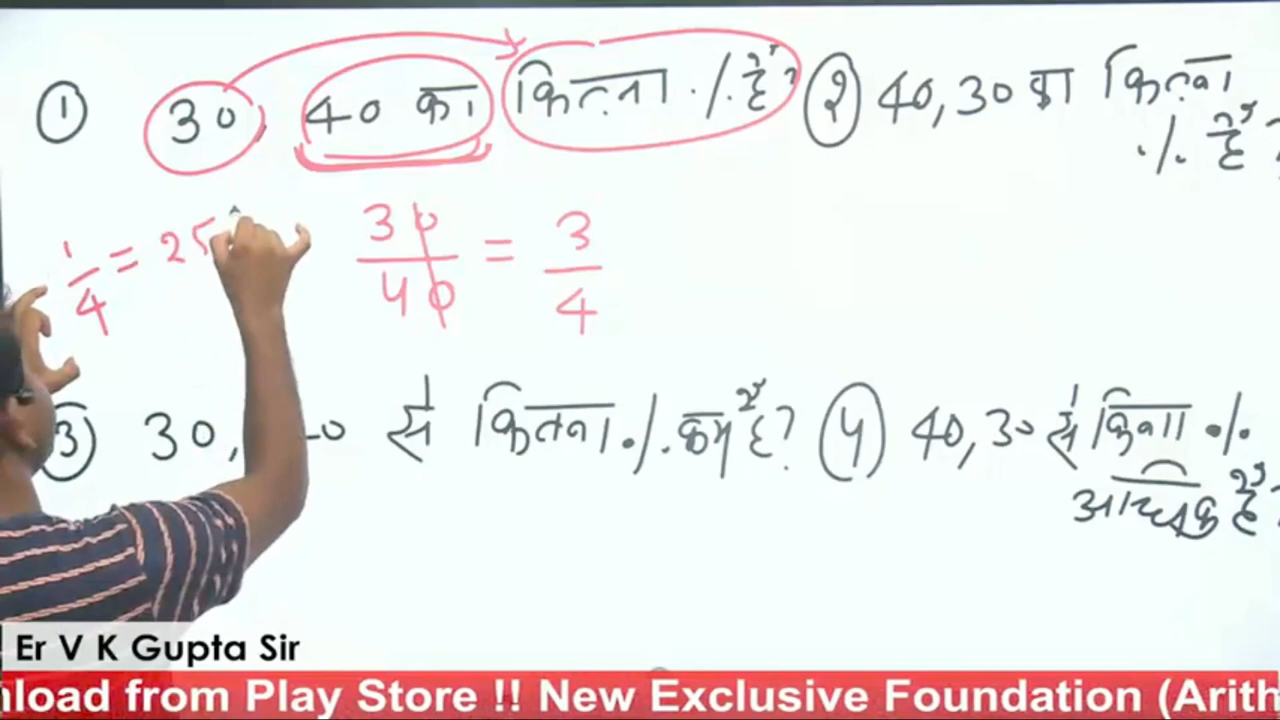 ① 30, 40 का कितना % है?
② 40, 30 का कितना
% है?
1/4 = 25
30/40 = 3/4
③ 30, 40 से कितना % कम है?
④ 40, 30 से
% 
अधिक है?
Er V K Gupta Sir
nload from Play Store !! New Exclusive Foundation (Arith